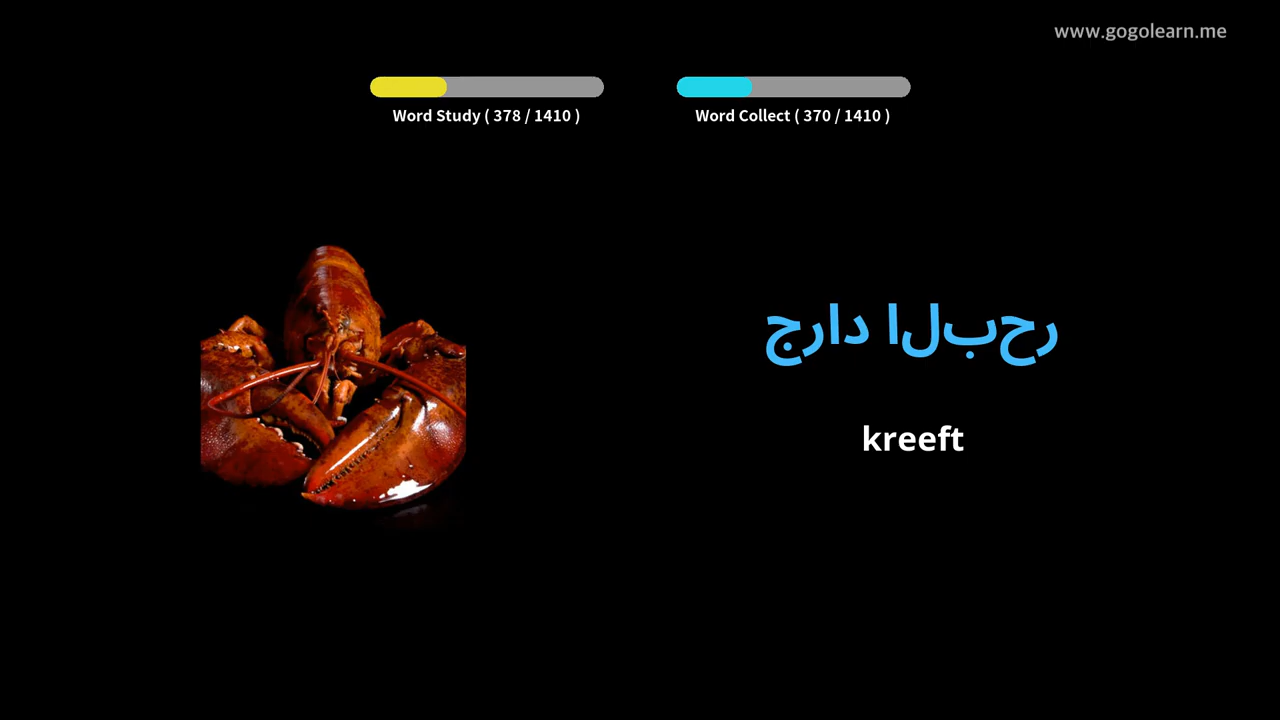 www.gogolearn.me
Word Study ( 378 / 1410 )
Word Collect ( 370 / 1410 )
جراد البحر
kreeft